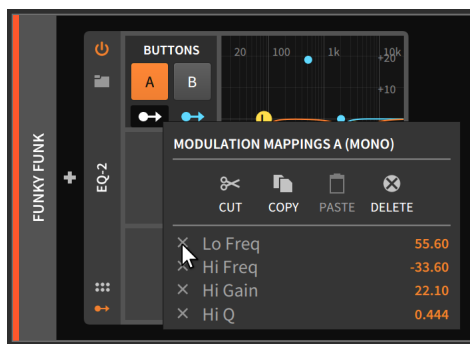 FUNKY FUNK
EQ-2
BUTTONS
A B
20 100 1k 10k
+20
+10
L
MODULATION MAPPINGS A (MONO)
CUT COPY PASTE DELETE
Lo Freq 55.60
Hi Freq -33.60
Hi Gain 22.10
Hi Q 0.444